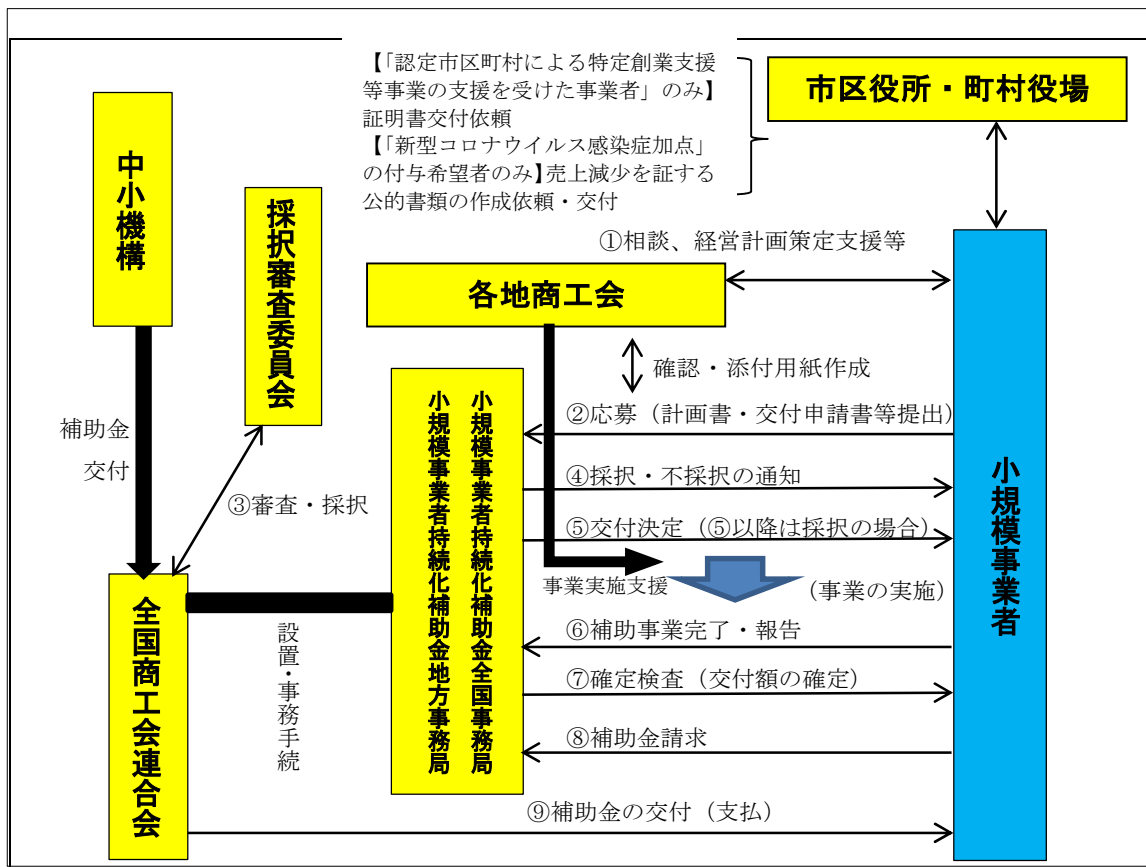 【「認定市区町村による特定創業支援
等事業の支援を受けた事業者」のみ】
証明書交付依頼
【「新型コロナウイルス感染症加点」
の付与希望者のみ】売上減少を証する
公的書類の作成依頼・交付
市区役所・町村役場
中小機構
採択審査委員会
①相談、経営計画策定支援等
各地商工会
確認・添付用紙作成
補助金
交付
③審査・採択
小規模事業者持続化補助金全国事務局
小規模事業者持続化補助金地方事務局
②応募（計画書・交付申請書等提出）
④採択・不採択の通知
⑤交付決定（⑤以降は採択の場合）
事業実施支援
（事業の実施）
小規模事業者
全国商工会連合会
設置・事務手続
⑥補助事業完了・報告
⑦確定検査（交付額の確定）
⑧補助金請求
⑨補助金の交付（支払）